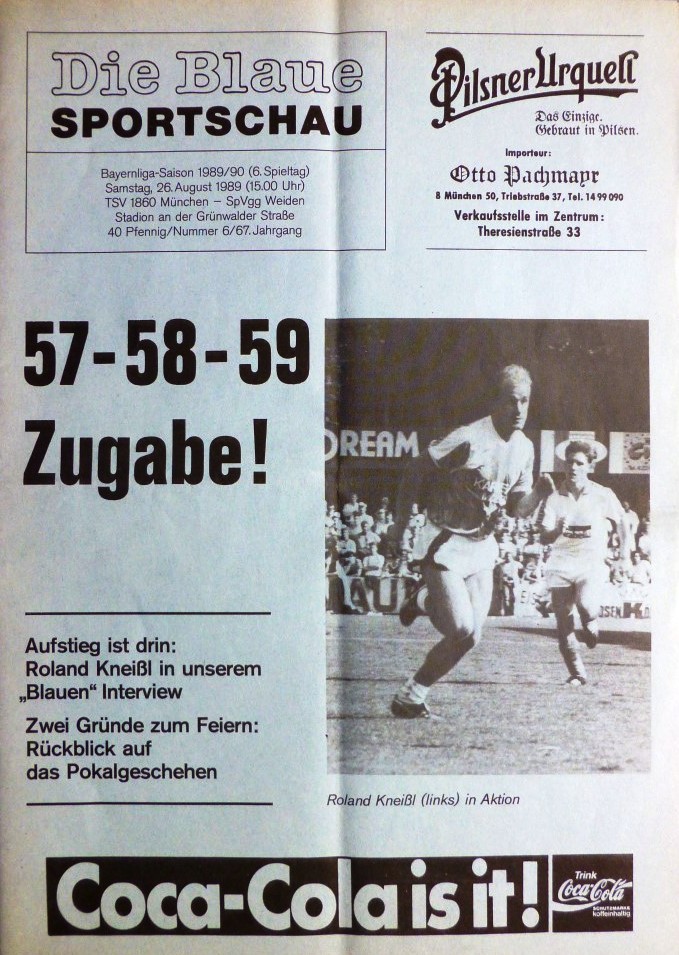 Die Blaue
SPORTSCHAU
Bayernliga-Saison 1989/90 (6. Spieltag)
Samstag, 26. August 1989 (15.00 Uhr)
TSV 1860 München – SpVgg Weiden
Stadion an der Grünwalder Straße
40 Pfennig/Nummer 6/67. Jahrgang
Pilsner Urquell
Das Einzige.
Gebraut in Pilsen.
Importeur:
Otto Pachmayr
8 München 50, Triebstraße 37, Tel. 14 99 090
Verkaufsstelle im Zentrum:
Theresienstraße 33
57-58-59
Zugabe!
DREAM
Aufstieg ist drin:
Roland Kneißl in unserem
„Blauen“ Interview
Zwei Gründe zum Feiern:
Rückblick auf
das Pokalgeschehen
Roland Kneißl (links) in Aktion
Coca-Cola is it!
Trink
Coca-Cola
SCHUTZMARKE
koffeinhaltig